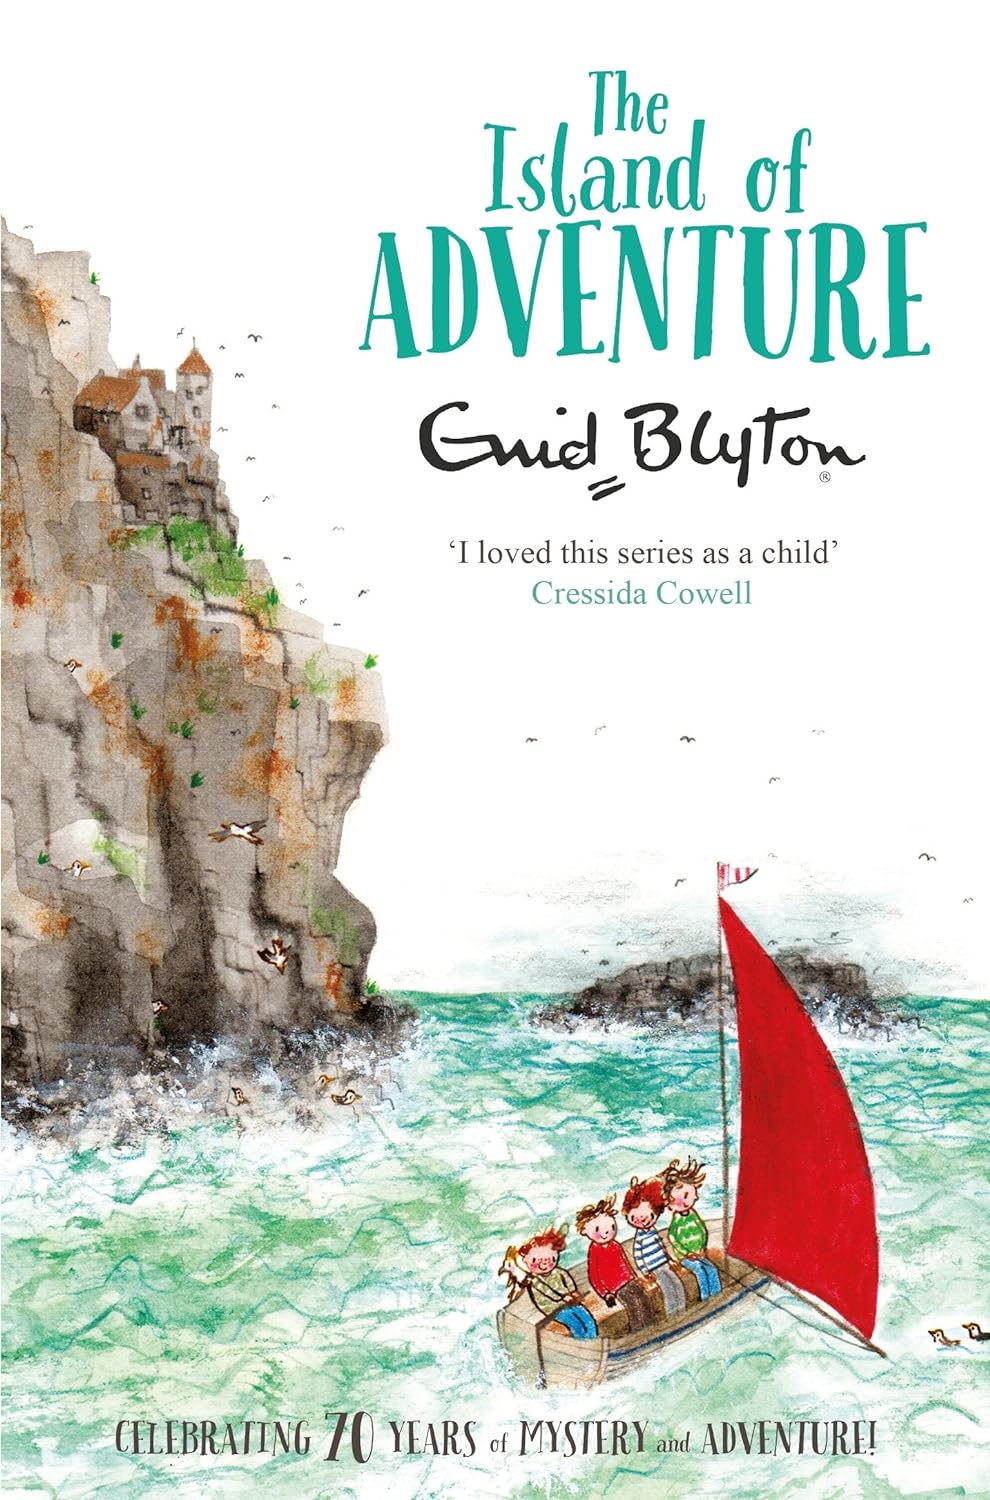 The
Island of
ADVENTURE
Enid Blyton
®
‘I loved this series as a child’
Cressida Cowell
CELEBRATING 70 YEARS of MYSTERY and ADVENTURE!